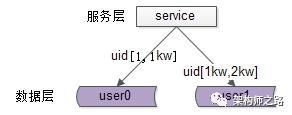 服务层
service
uid[1,1kw]
uid[1kw,2kw]
数据层
user0
user1
架构师之路